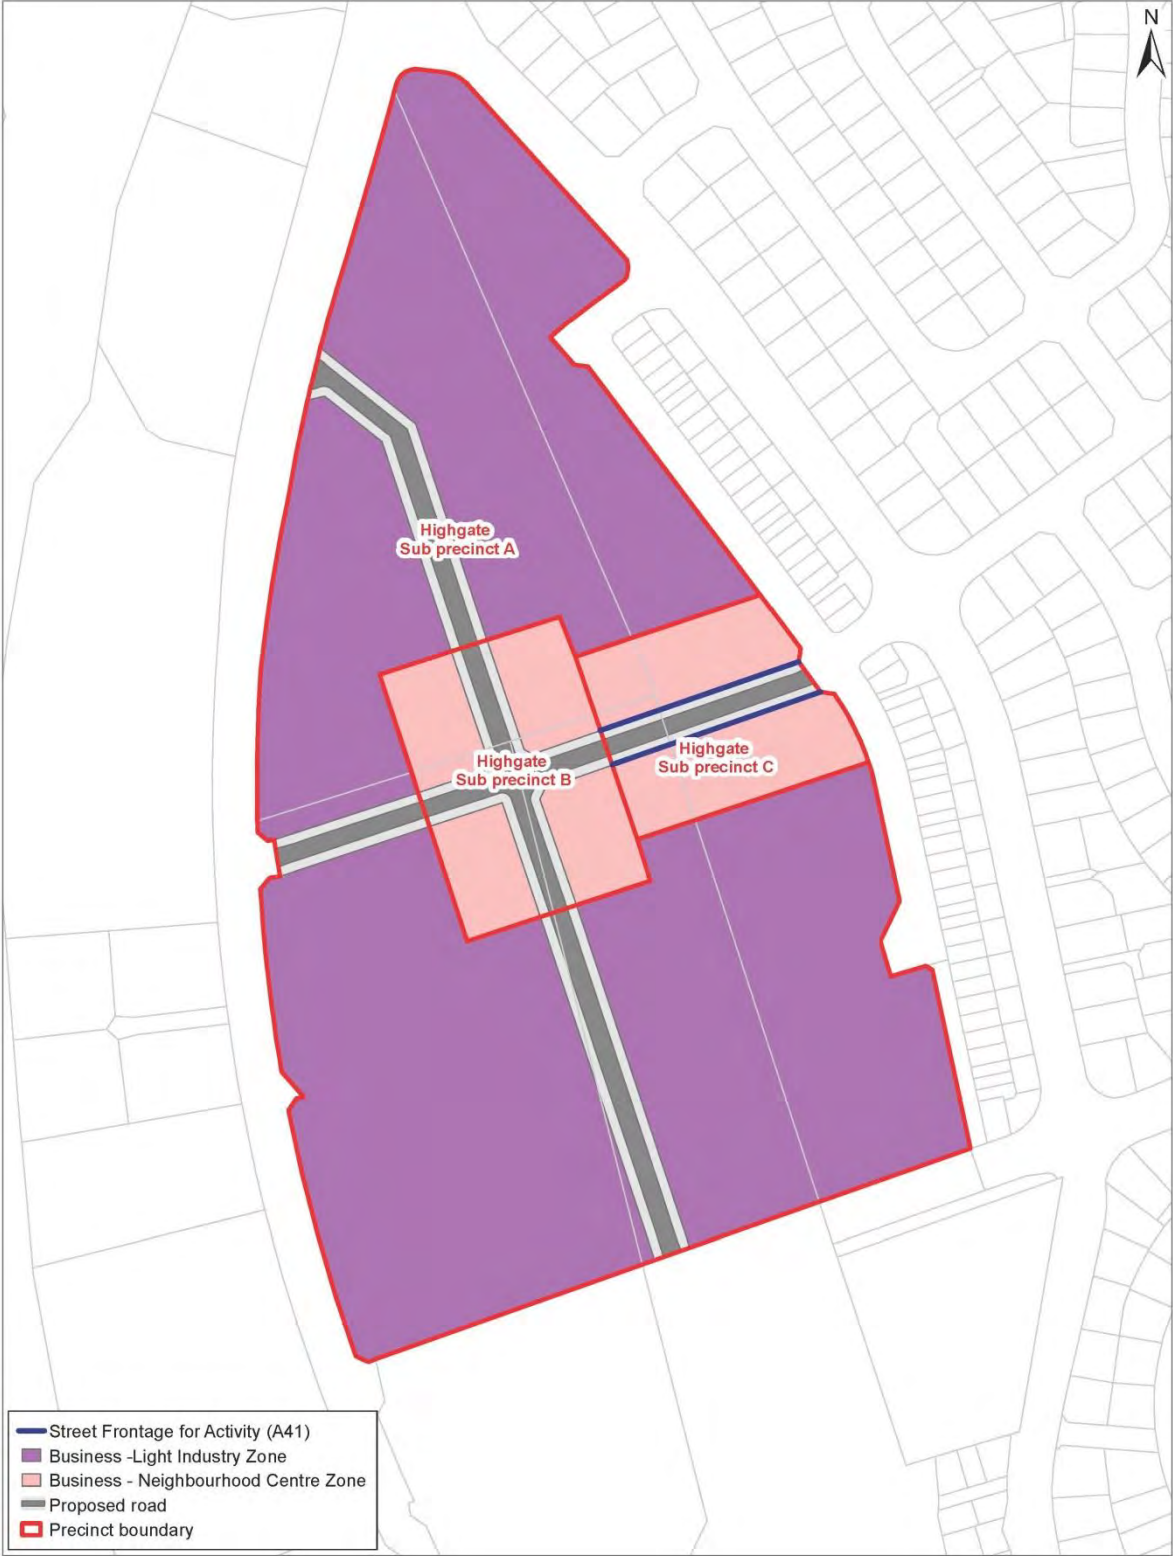 N
Highgate
Sub precinct A
Highgate
Sub precinct B
Highgate
Sub precinct C
Street Frontage for Activity (A41)
Business -Light Industry Zone
Business - Neighbourhood Centre Zone
Proposed road
Precinct boundary